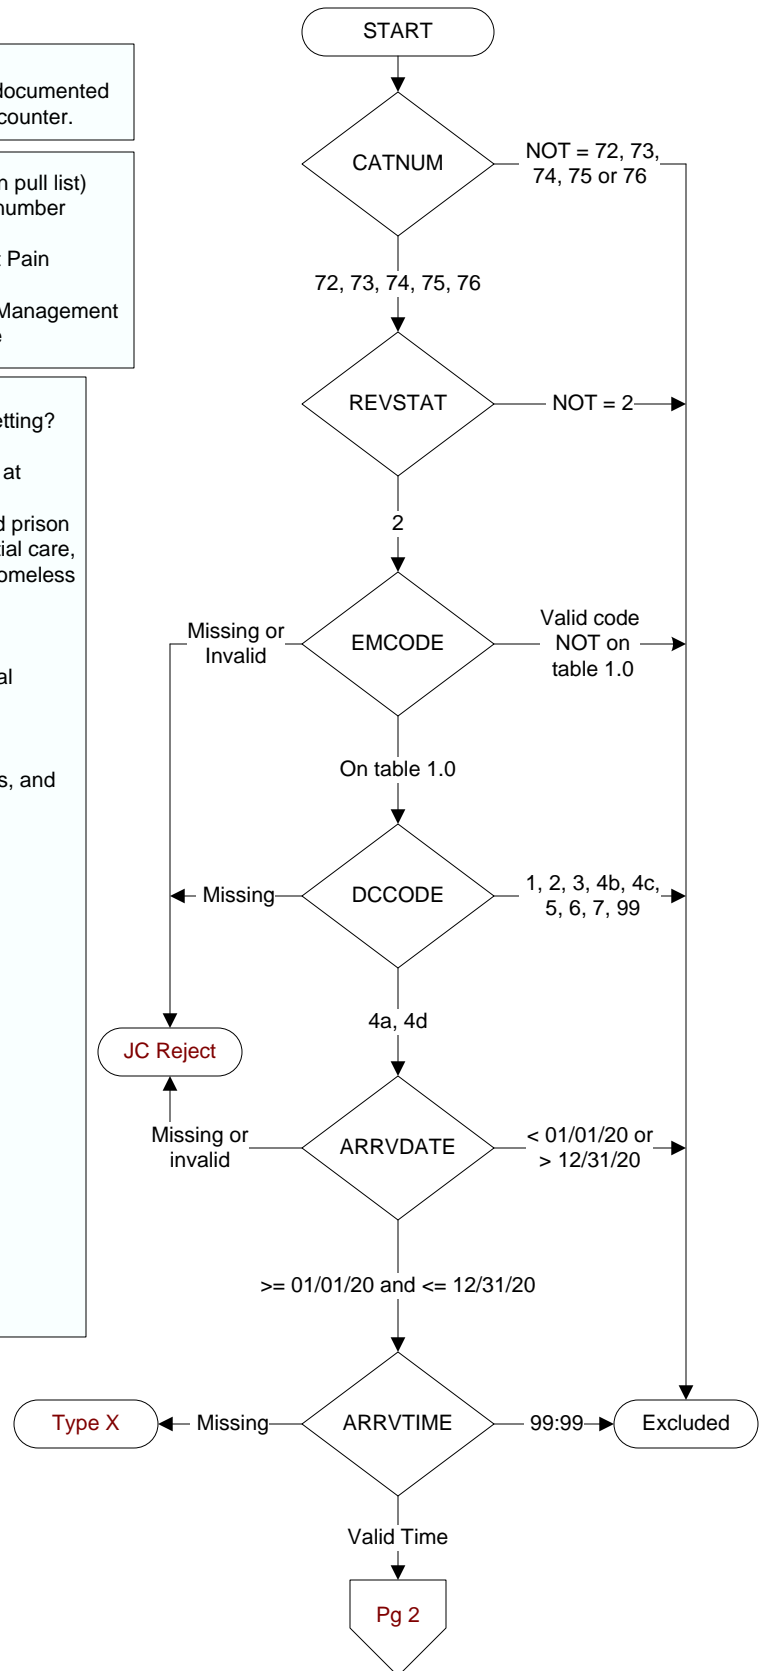 START
documented
counter.
CATNUM
NOT = 72, 73,
74, 75 or 76
n pull list)
number
Pain
Management
72, 73, 74, 75, 76
REVSTAT
NOT = 2
etting?
at
d prison
tial care,
omeless
2
EMCODE
Missing or
Invalid
Valid code
NOT on
table 1.0
al
On table 1.0
s, and
DCCODE
Missing
1, 2, 3, 4b, 4c,
5, 6, 7, 99
4a, 4d
JC Reject
ARRVDATE
Missing or
invalid
< 01/01/20 or
> 12/31/20
>= 01/01/20 and <= 12/31/20
ARRVTIME
Type X
Missing
99:99
Excluded
Valid Time
Pg 2